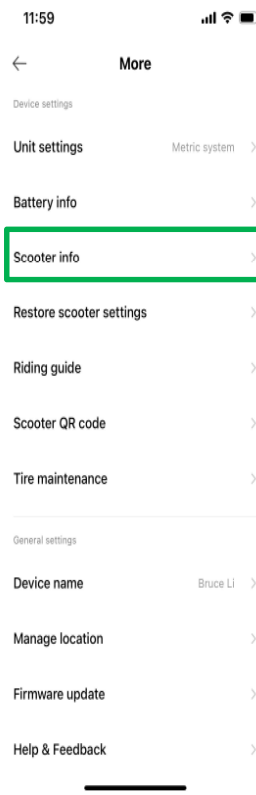 11:59
More
Device settings
Unit settings Metric system
Battery info
Scooter info
Restore scooter settings
Riding guide
Scooter QR code
Tire maintenance
General settings
Device name Bruce Li
Manage location
Firmware update
Help & Feedback